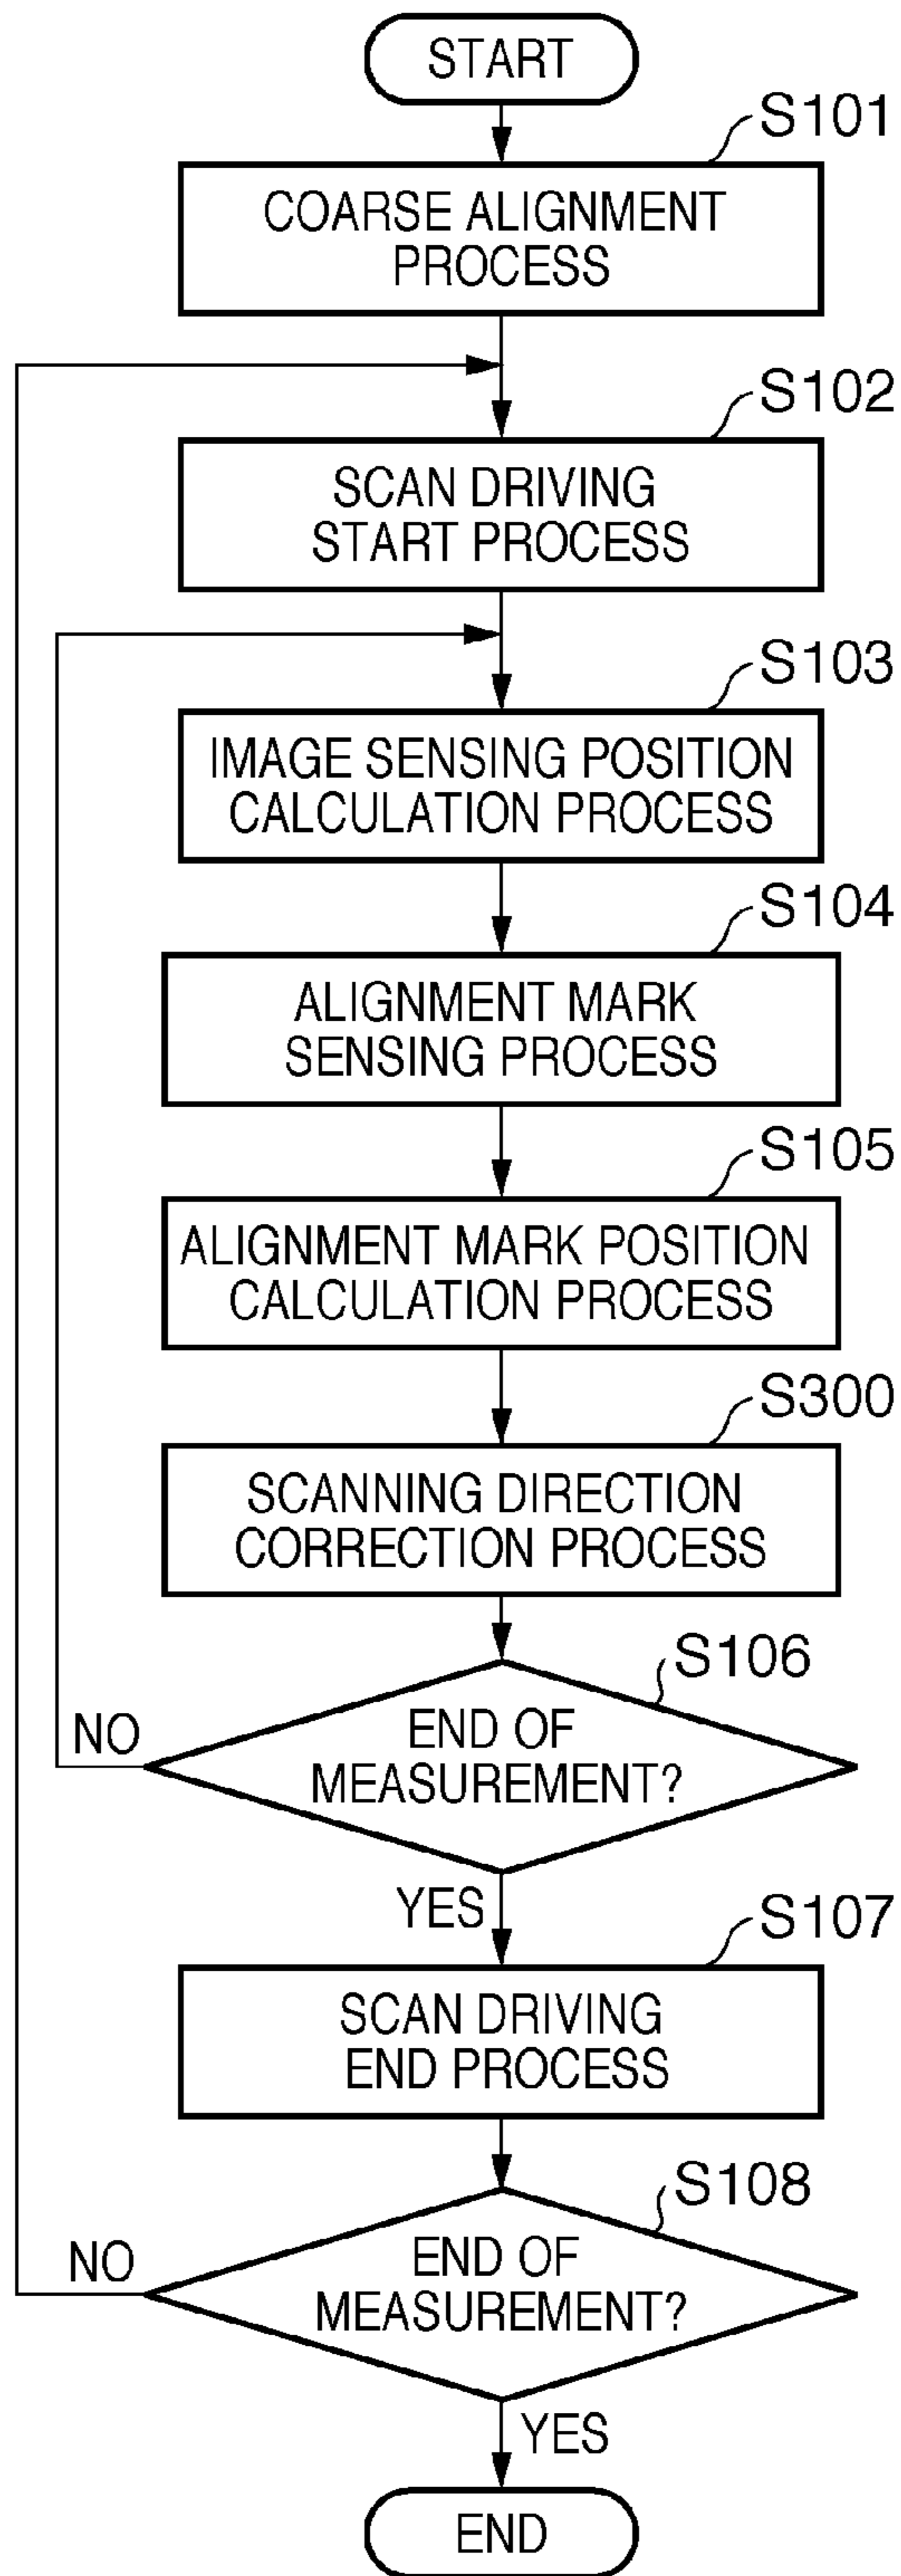 START
S101
COARSE ALIGNMENT
PROCESS
S102
SCAN DRIVING
START PROCESS
S103
IMAGE SENSING POSITION
CALCULATION PROCESS
S104
ALIGNMENT MARK
SENSING PROCESS
S105
ALIGNMENT MARK POSITION
CALCULATION PROCESS
S300
SCANNING DIRECTION
CORRECTION PROCESS
S106
END OF
MEASUREMENT?
NO
YES
S107
SCAN DRIVING
END PROCESS
S108
END OF
MEASUREMENT?
NO
YES
END